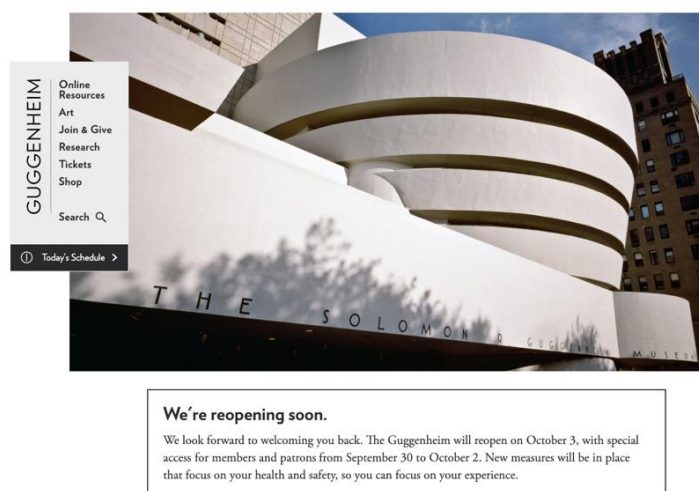 GUGGENHEIM
Online
Resources
Art
Join & Give
Research
Tickets
Shop
Search
Today's Schedule
THE SOLOMON R GUGGENHEIM MUSEUM
We're reopening soon.
We look forward to welcoming you back. The Guggenheim will reopen on October 3, with special
access for members and patrons from September 30 to October 2. New measures will be in place
that focus on your health and safety, so you can focus on your experience.